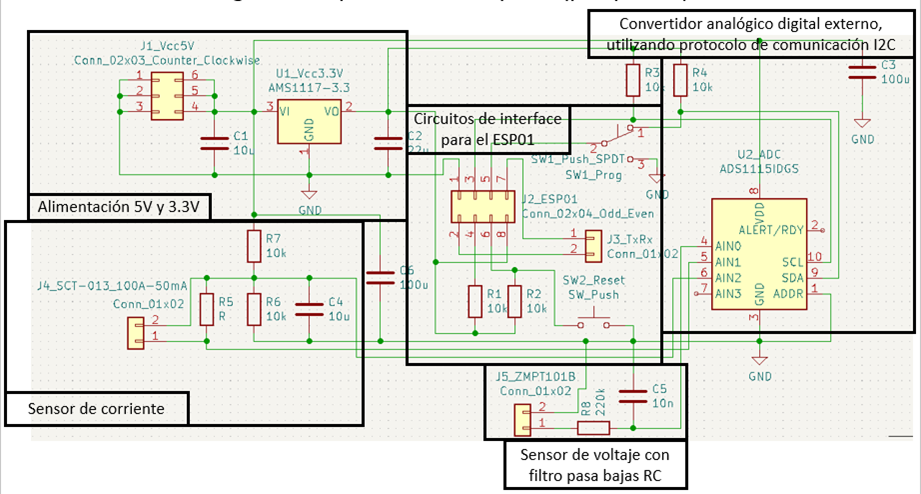 Convertidor analógico digital externo,
utilizando protocolo de comunicación I2C
J1_Vcc5V
Conn_02x03_Counter_Clockwise
1 6
2 5
3 4
U1_Vcc3.3V
AMS1117-3.3
3 VI VO 2
GND
1
C1
10u
C2
22u
GND
Alimentación 5V y 3.3V
Circuitos de interface
para el ESP01
R3
10k
R4
10k
C3
100u
GND
1
2
3
SW1_Push_SPDT
SW1_Prog
GND
J2_ESP01
Conn_02x04_Odd_Even
1 3 5 7
2 4 6 8
J3_TxRx
Conn_01x02
1
2
R1
10k
R2
10k
SW2_Reset
SW_Push
U2_ADC
ADS1115IDGS
8
VDD
ALERT/RDY 2
4 AIN0
5 AIN1
6 AIN2
7 AIN3
SCL 10
SDA 9
ADDR 1
GND
3
GND
R7
10k
C6
100u
J4_SCT-013_100A-50mA
Conn_01x02
2
1
R5
R
R6
10k
C4
10u
Sensor de corriente
J5_ZMPT101B
Conn_01x02
2
1
R8
220k
C5
10n
Sensor de voltaje con
filtro pasa bajas RC